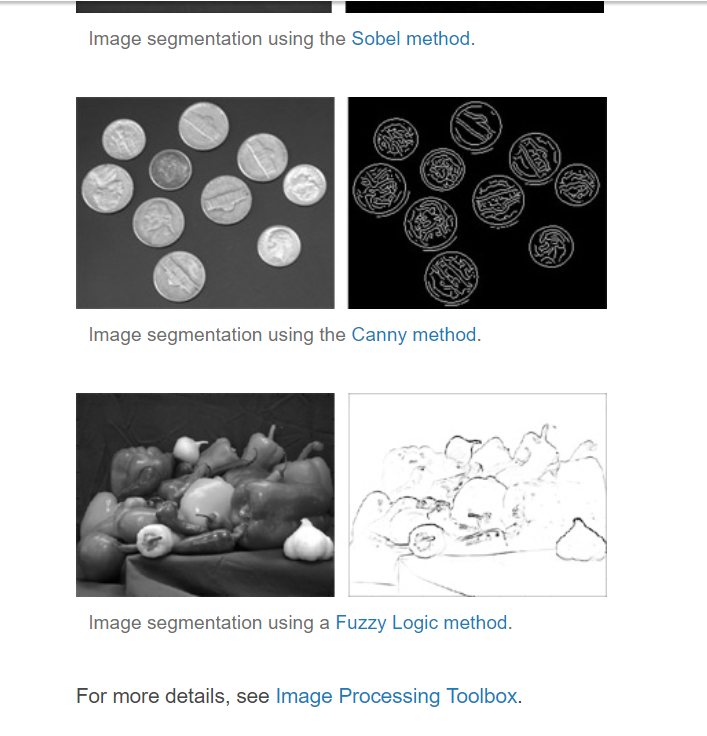 Image segmentation using the Sobel method.
Image segmentation using the Canny method.
Image segmentation using a Fuzzy Logic method.
For more details, see Image Processing Toolbox.